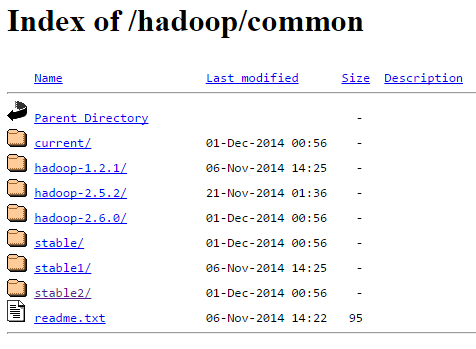 Index of /hadoop/common
Name Last modified Size Description
Parent Directory -
current/ 01-Dec-2014 00:56 -
hadoop-1.2.1/ 06-Nov-2014 14:25 -
hadoop-2.5.2/ 21-Nov-2014 01:36 -
hadoop-2.6.0/ 01-Dec-2014 00:56 -
stable/ 01-Dec-2014 00:56 -
stable1/ 06-Nov-2014 14:25 -
stable2/ 01-Dec-2014 00:56 -
readme.txt 06-Nov-2014 14:22 95